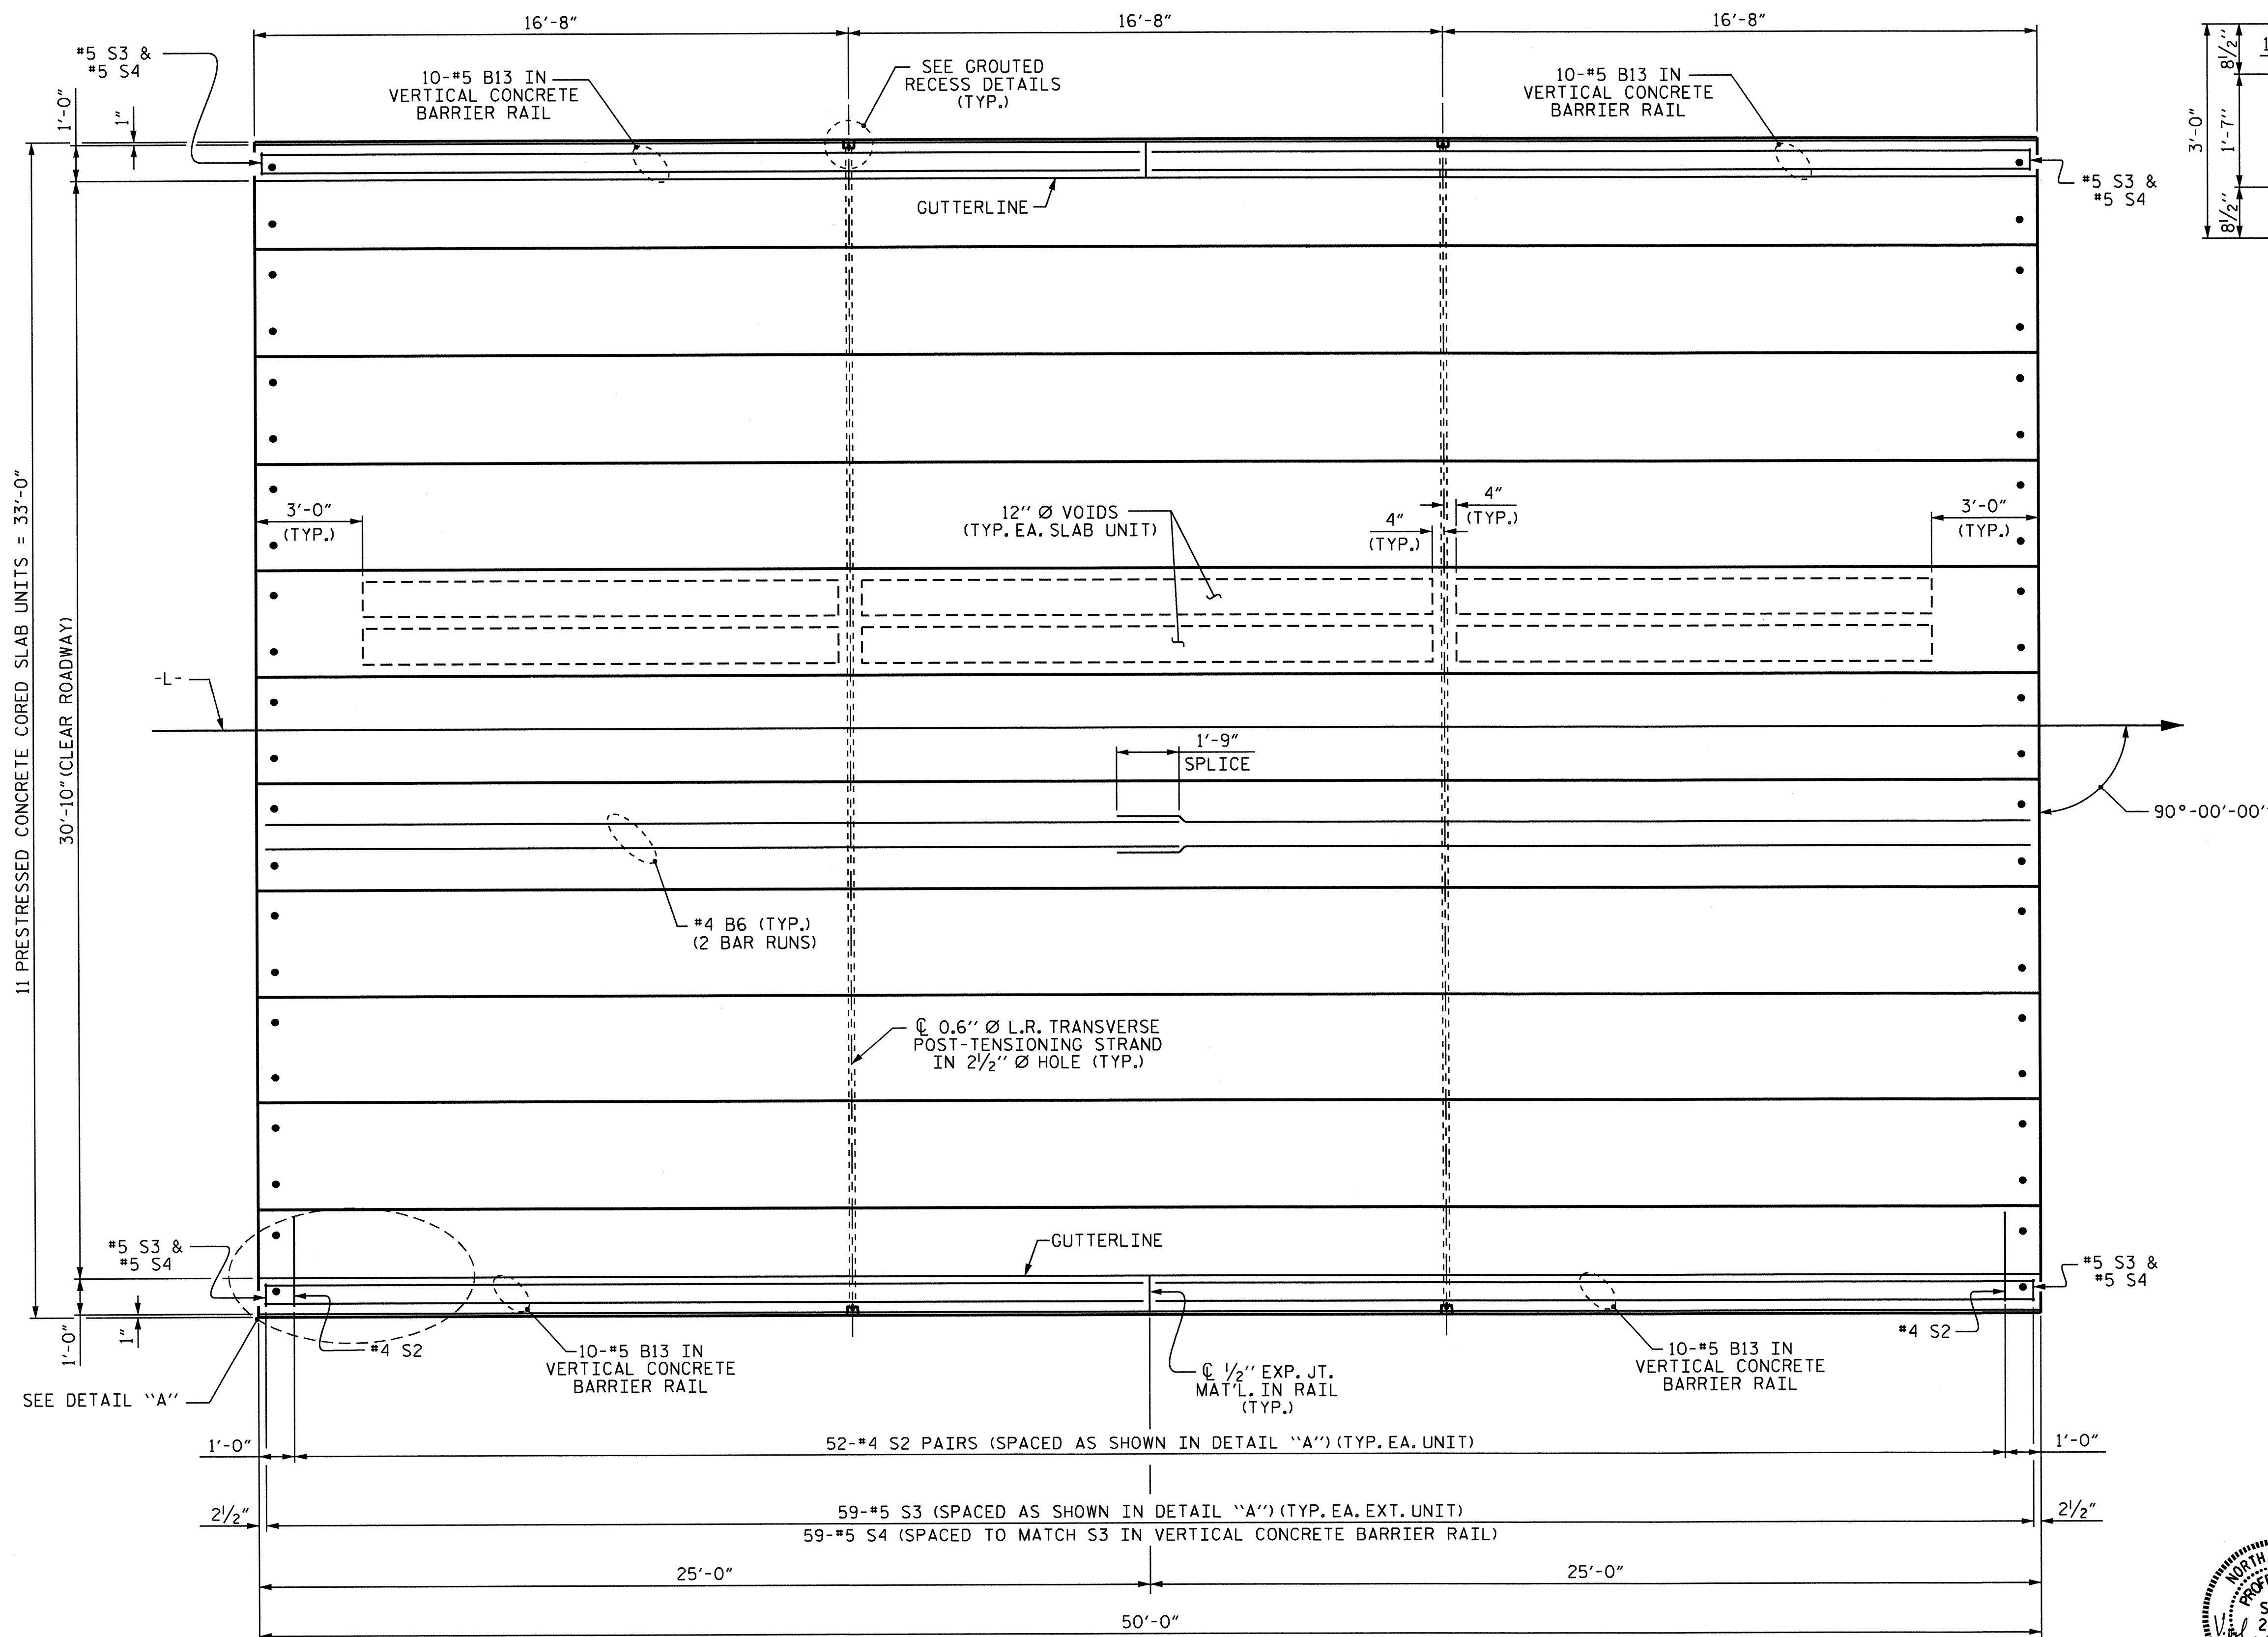 16'-8"
16'-8"
16'-8"
#5 S3 &
#5 S4
1'-0"
1"
10-#5 B13 IN
VERTICAL CONCRETE
BARRIER RAIL
SEE GROUTED
RECESS DETAILS
(TYP.)
10-#5 B13 IN
VERTICAL CONCRETE
BARRIER RAIL
3'-0"
8½''
1'-7''
8½''
#5 S3 &
#5 S4
GUTTERLINE
11 PRESTRESSED CONCRETE CORED SLAB UNITS = 33'-0"
30'-10" (CLEAR ROADWAY)
3'-0"
(TYP.)
12'' Ø VOIDS
(TYP. EA. SLAB UNIT)
4"
(TYP.)
4"
(TYP.)
3'-0"
(TYP.)
-L-
1'-9"
SPLICE
90°-00'-00'
#4 B6 (TYP.)
(2 BAR RUNS)
℄ 0.6'' Ø L.R. TRANSVERSE
POST-TENSIONING STRAND
IN 2½'' Ø HOLE (TYP.)
#5 S3 &
#5 S4
GUTTERLINE
#5 S3 &
#5 S4
1'-0"
1"
#4 S2
10-#5 B13 IN
VERTICAL CONCRETE
BARRIER RAIL
℄ ½'' EXP. JT.
MAT'L. IN RAIL
(TYP.)
10-#5 B13 IN
VERTICAL CONCRETE
BARRIER RAIL
#4 S2
SEE DETAIL "A"
1'-0"
52-#4 S2 PAIRS (SPACED AS SHOWN IN DETAIL "A") (TYP. EA. UNIT)
1'-0"
2½"
59-#5 S3 (SPACED AS SHOWN IN DETAIL "A") (TYP. EA. EXT. UNIT)
2½"
59-#5 S4 (SPACED TO MATCH S3 IN VERTICAL CONCRETE BARRIER RAIL)
25'-0"
25'-0"
50'-0"
NORTH